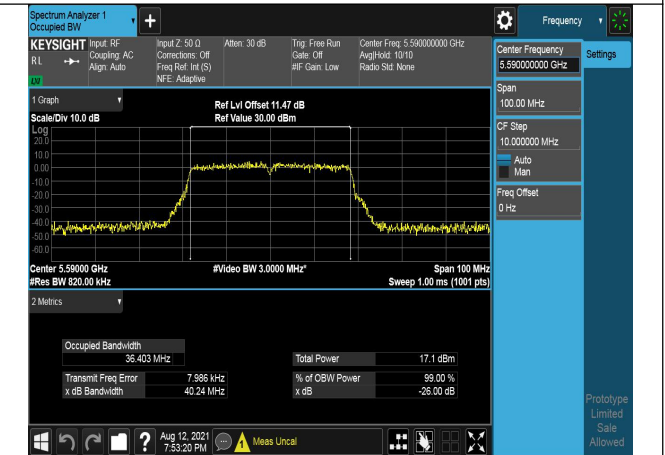 Spectrum Analyzer 1
Occupied BW
+
Frequency
KEYSIGHT
RL
Input: RF
Coupling: AC
Align: Auto
Input Z: 50 Ω
Corrections: Off
Freq Ref: Int (S)
NFE: Adaptive
Atten: 30 dB
Trig: Free Run
Gate: Off
#IF Gain: Low
Center Freq: 5.590000000 GHz
Avg|Hold: 10/10
Radio Std: None
Center Frequency
5.590000000 GHz
Settings
Span
100.00 MHz
CF Step
10.000000 MHz
Auto
Man
Freq Offset
0 Hz
1 Graph
Scale/Div 10.0 dB
Ref Lvl Offset 11.47 dB
Ref Value 30.00 dBm
Log
20.0
10.0
0.00
-10.0
-20.0
-30.0
-40.0
-50.0
-60.0
Center 5.59000 GHz
#Res BW 820.00 kHz
#Video BW 3.0000 MHz*
Span 100 MHz
Sweep 1.00 ms (1001 pts)
2 Metrics
Occupied Bandwidth
36.403 MHz
Total Power 17.1 dBm
Transmit Freq Error 7.986 kHz
% of OBW Power 99.00 %
x dB Bandwidth 40.24 MHz
x dB -26.00 dB
Prototype
Limited
Sale
Allowed
?
Aug 12, 2021
7:53:20 PM
1
Meas Uncal